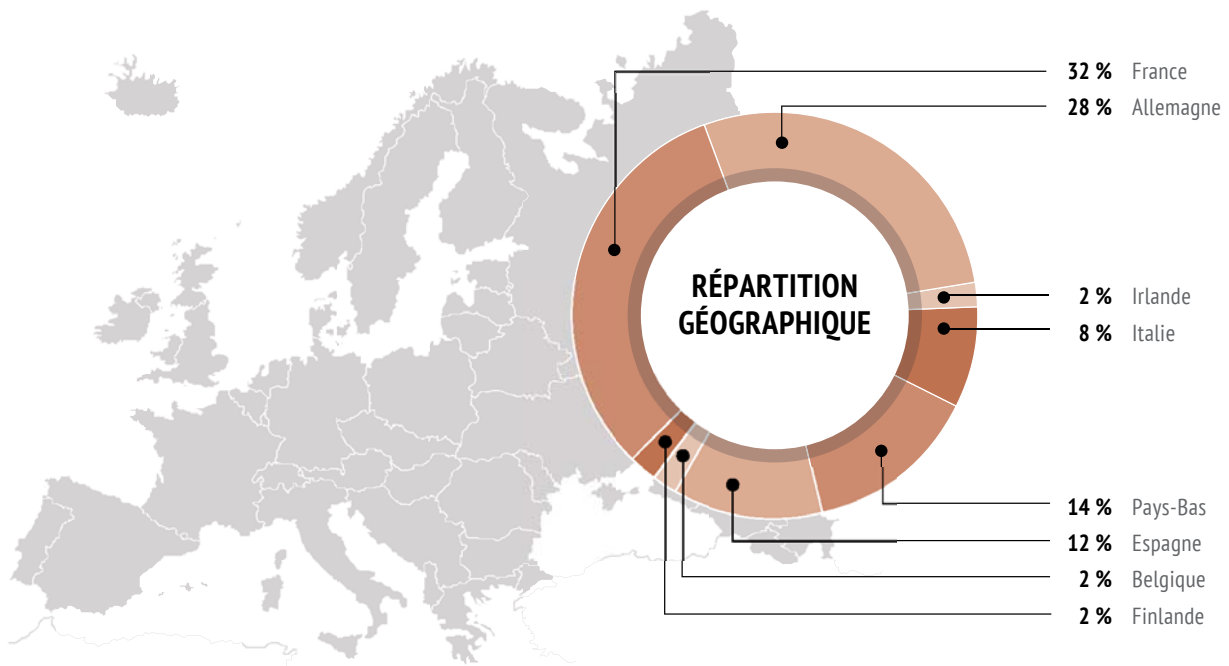 32 % France
28 % Allemagne
RÉPARTITION
GÉOGRAPHIQUE
2 % Irlande
8 % Italie
14 % Pays-Bas
12 % Espagne
2 % Belgique
2 % Finlande